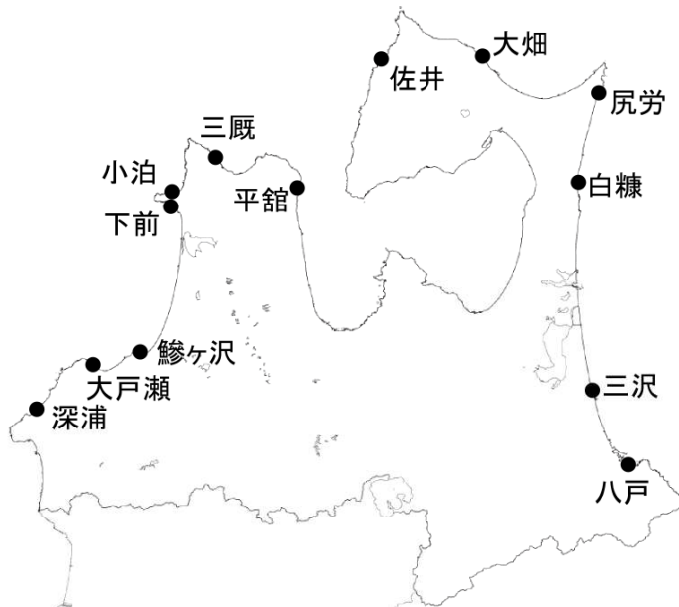 大畑
佐井
尻労
三厩
小泊
平舘
白糠
下前
鰺ヶ沢
大戸瀬
三沢
深浦
八戸